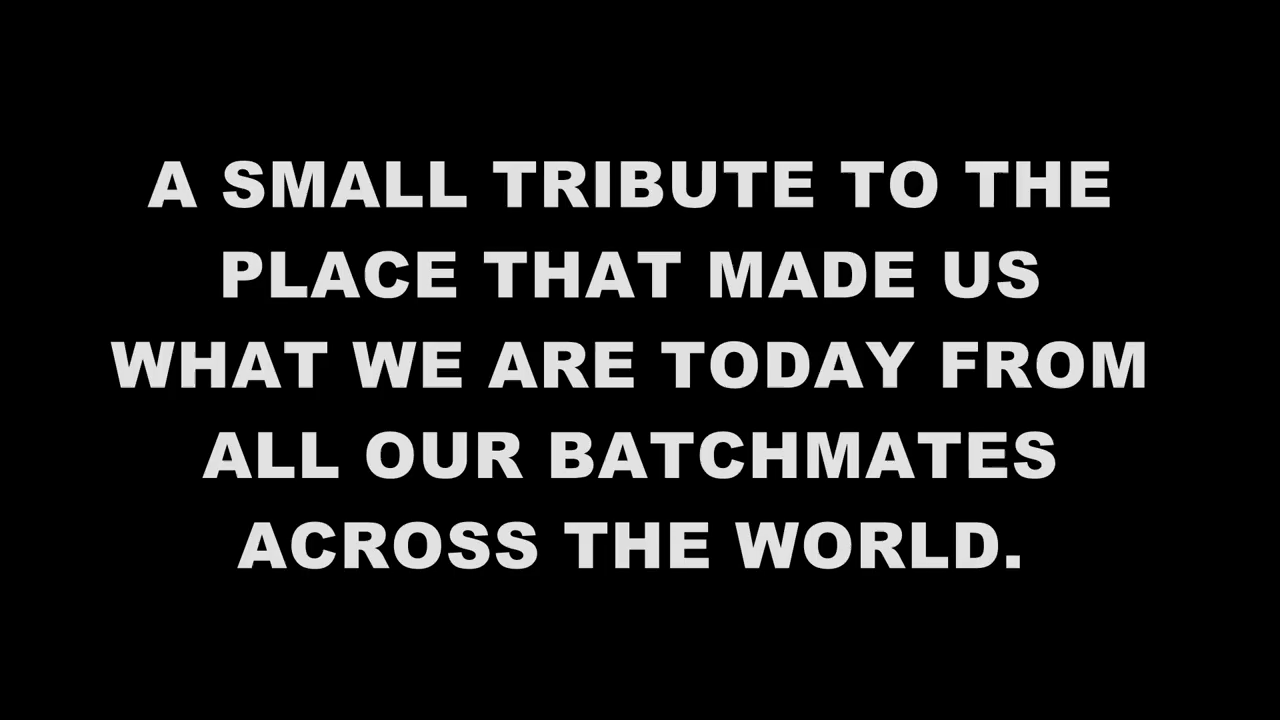 A SMALL TRIBUTE TO THE
PLACE THAT MADE US
WHAT WE ARE TODAY FROM
ALL OUR BATCHMATES
ACROSS THE WORLD.